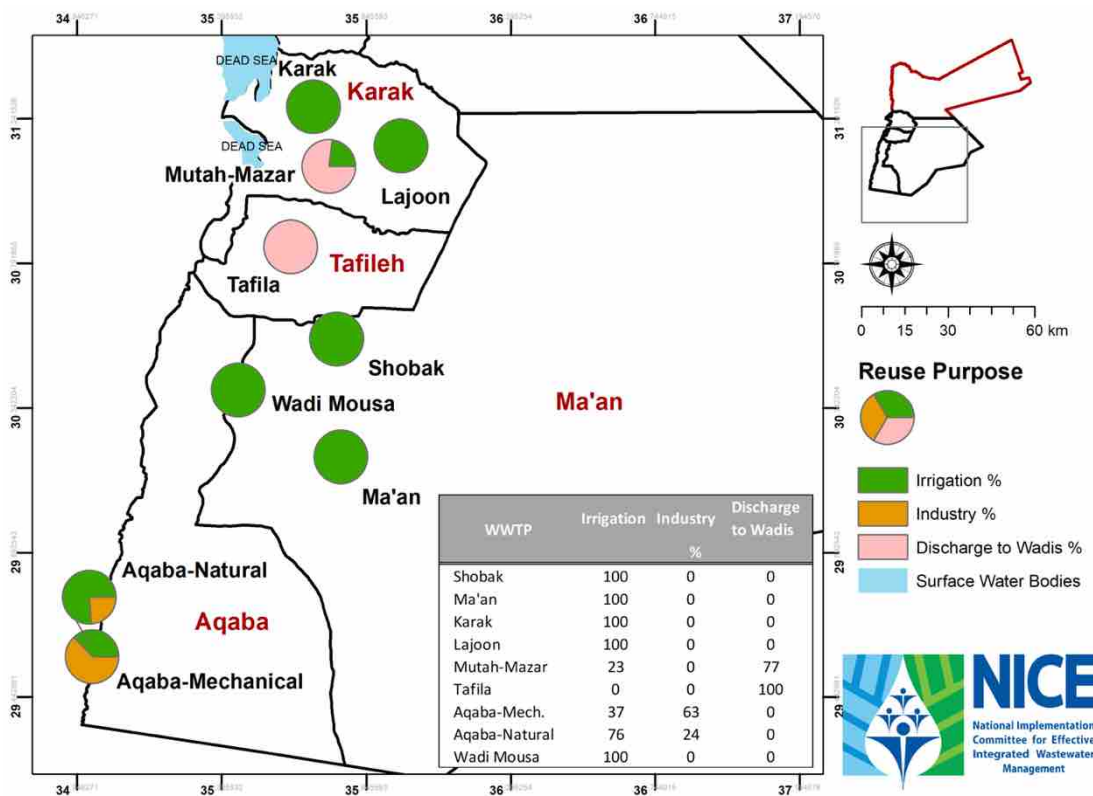 34
35
35
36
36
37
DEAD SEA
Karak
Karak
31
31
DEAD SEA
Mutah-Mazar
Lajoon
Tafileh
30
30
Tafila
0 15 30 60 km
Shobak
Reuse Purpose
Wadi Mousa
Ma'an
30
30
Ma'an
Irrigation %
Industry %
Discharge to Wadis %
Surface Water Bodies
WWTP Irrigation Industry Discharge
to Wadis
%
Shobak 100 0 0
Ma'an 100 0 0
Karak 100 0 0
Lajoon 100 0 0
Mutah-Mazar 23 0 77
Tafila 0 0 100
Aqaba-Mech. 37 63 0
Aqaba-Natural 76 24 0
Wadi Mousa 100 0 0
29
29
Aqaba-Natural
Aqaba
Aqaba-Mechanical
29
29
NICE
National Implementation
Committee for Effective
Integrated Wastewater
Management
34
35
35
36
36
37